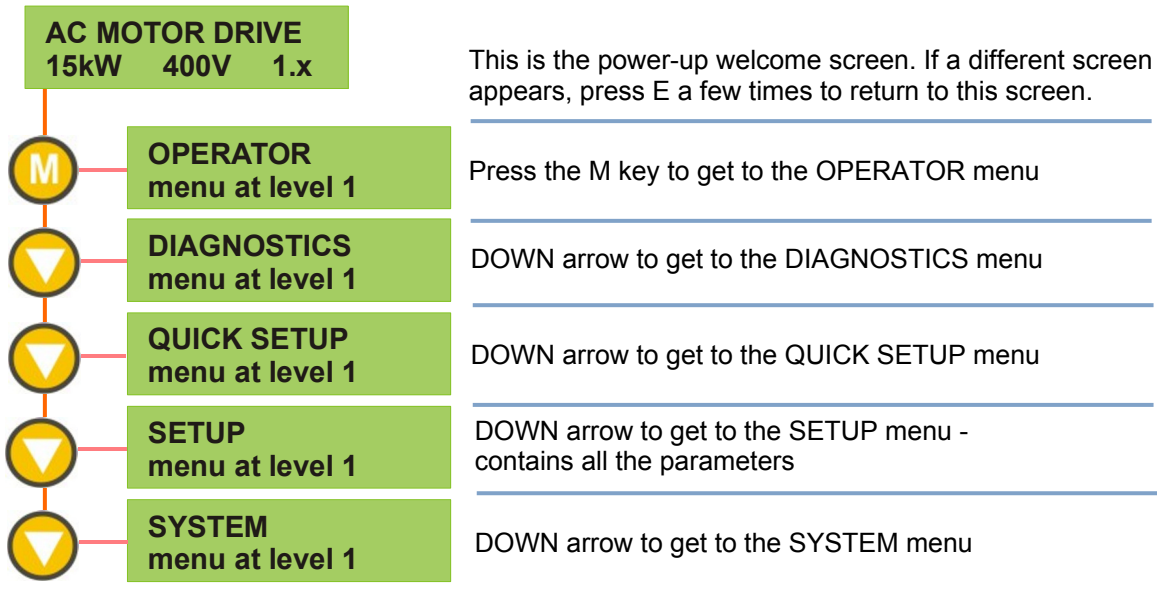 AC MOTOR DRIVE
15kW 400V 1.x
This is the power-up welcome screen. If a different screen
appears, press E a few times to return to this screen.
M
OPERATOR
menu at level 1
Press the M key to get to the OPERATOR menu
DIAGNOSTICS
menu at level 1
DOWN arrow to get to the DIAGNOSTICS menu
QUICK SETUP
menu at level 1
DOWN arrow to get to the QUICK SETUP menu
SETUP
menu at level 1
DOWN arrow to get to the SETUP menu -
contains all the parameters
SYSTEM
menu at level 1
DOWN arrow to get to the SYSTEM menu